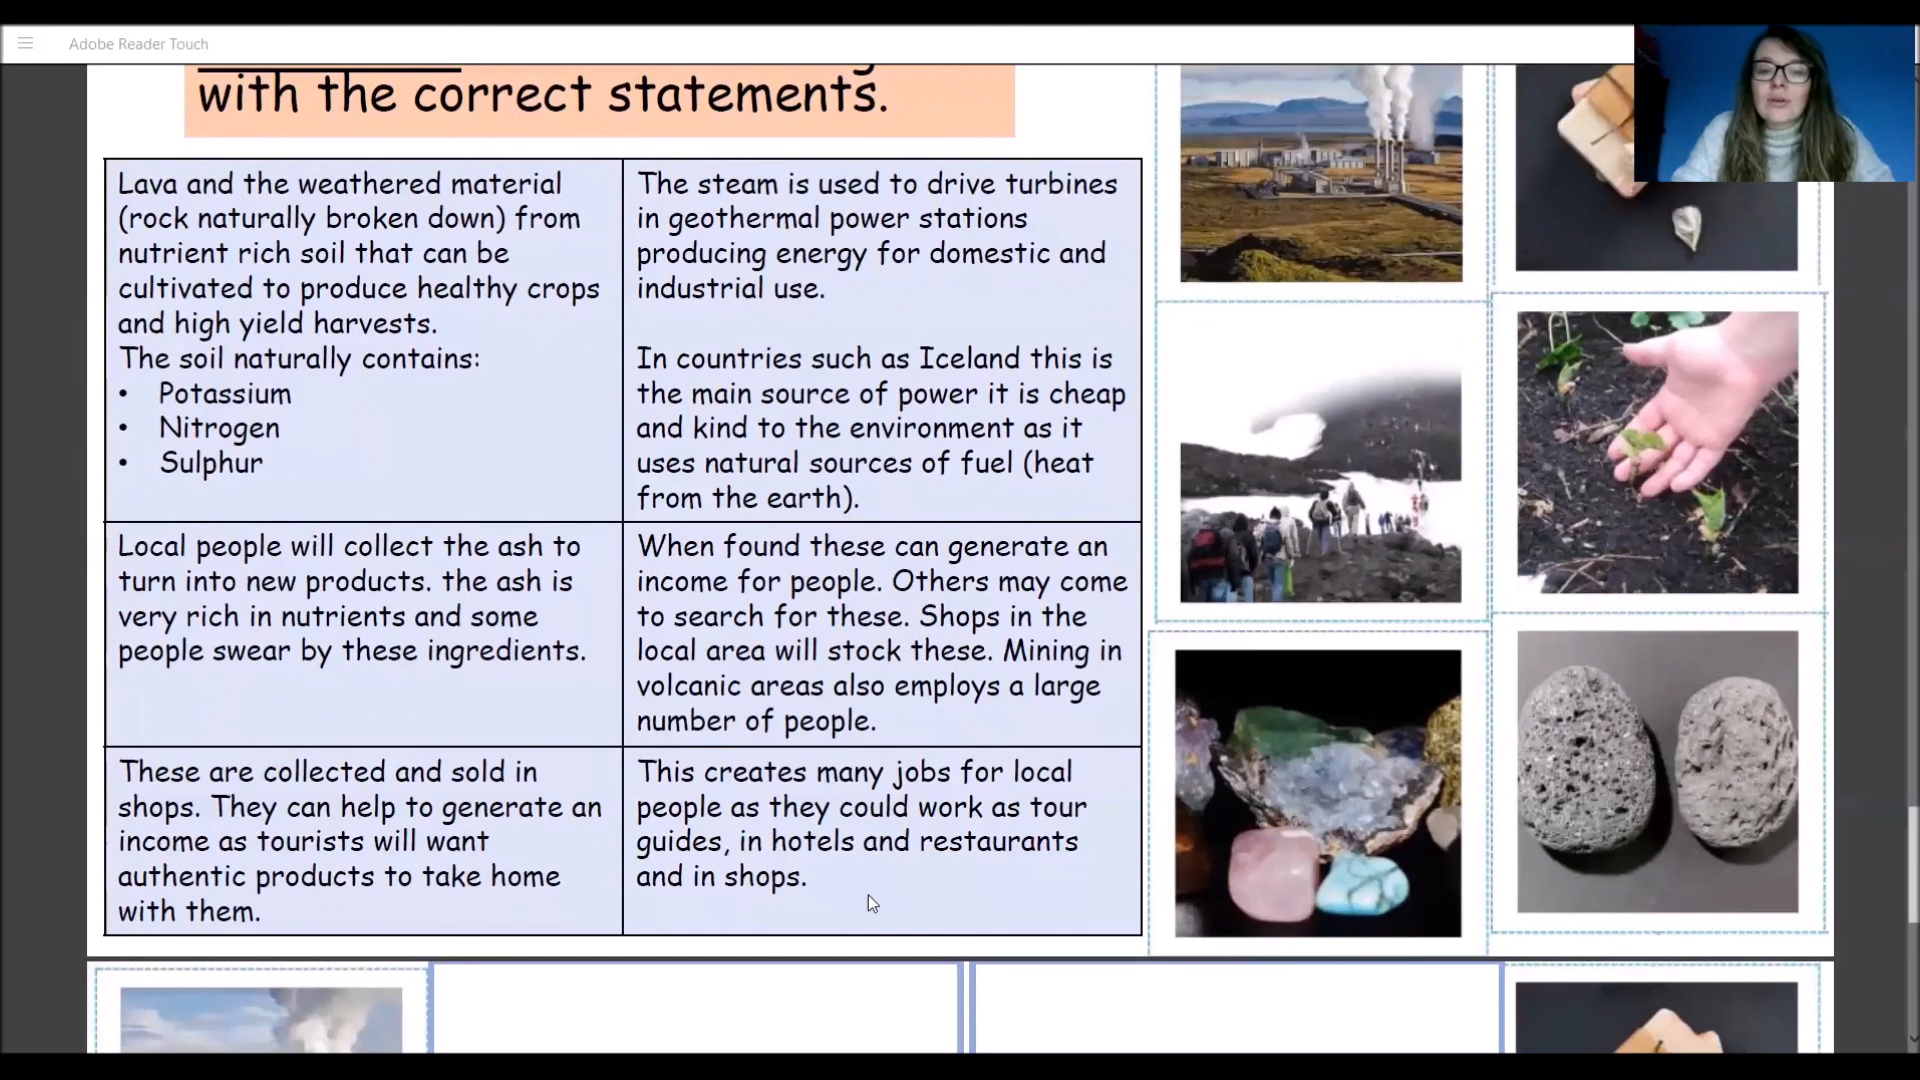 Adobe Reader Touch
with the correct statements.
Lava and the weathered material
(rock naturally broken down) from
nutrient rich soil that can be
cultivated to produce healthy crops
and high yield harvests.
The soil naturally contains:
• Potassium
• Nitrogen
• Sulphur
The steam is used to drive turbines
in geothermal power stations
producing energy for domestic and
industrial use.
In countries such as Iceland this is
the main source of power it is cheap
and kind to the environment as it
uses natural sources of fuel (heat
from the earth).
Local people will collect the ash to
turn into new products. the ash is
very rich in nutrients and some
people swear by these ingredients.
When found these can generate an
income for people. Others may come
to search for these. Shops in the
local area will stock these. Mining in
volcanic areas also employs a large
number of people.
These are collected and sold in
shops. They can help to generate an
income as tourists will want
authentic products to take home
with them.
This creates many jobs for local
people as they could work as tour
guides, in hotels and restaurants
and in shops.